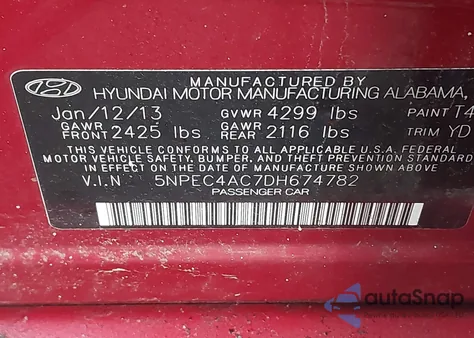 MANUFACTURED BY
HYUNDAI MOTOR MANUFACTURING ALABAMA,
Jan/12/13 GVWR 4299 lbs PAINT T4
GAWR FRONT 2425 lbs GAWR REAR 2116 lbs TRIM YD
THIS VEHICLE CONFORMS TO ALL APPLICABLE U.S.A. FEDERAL
MOTOR VEHICLE SAFETY, BUMPER, AND THEFT PREVENTION STANDARDS
IN EFFECT ON THE DATE OF MANUFACTURE SHOWN ABOVE.
V.I.N 5NPEC4AC7DH674782
PASSENGER CAR
autoSnap